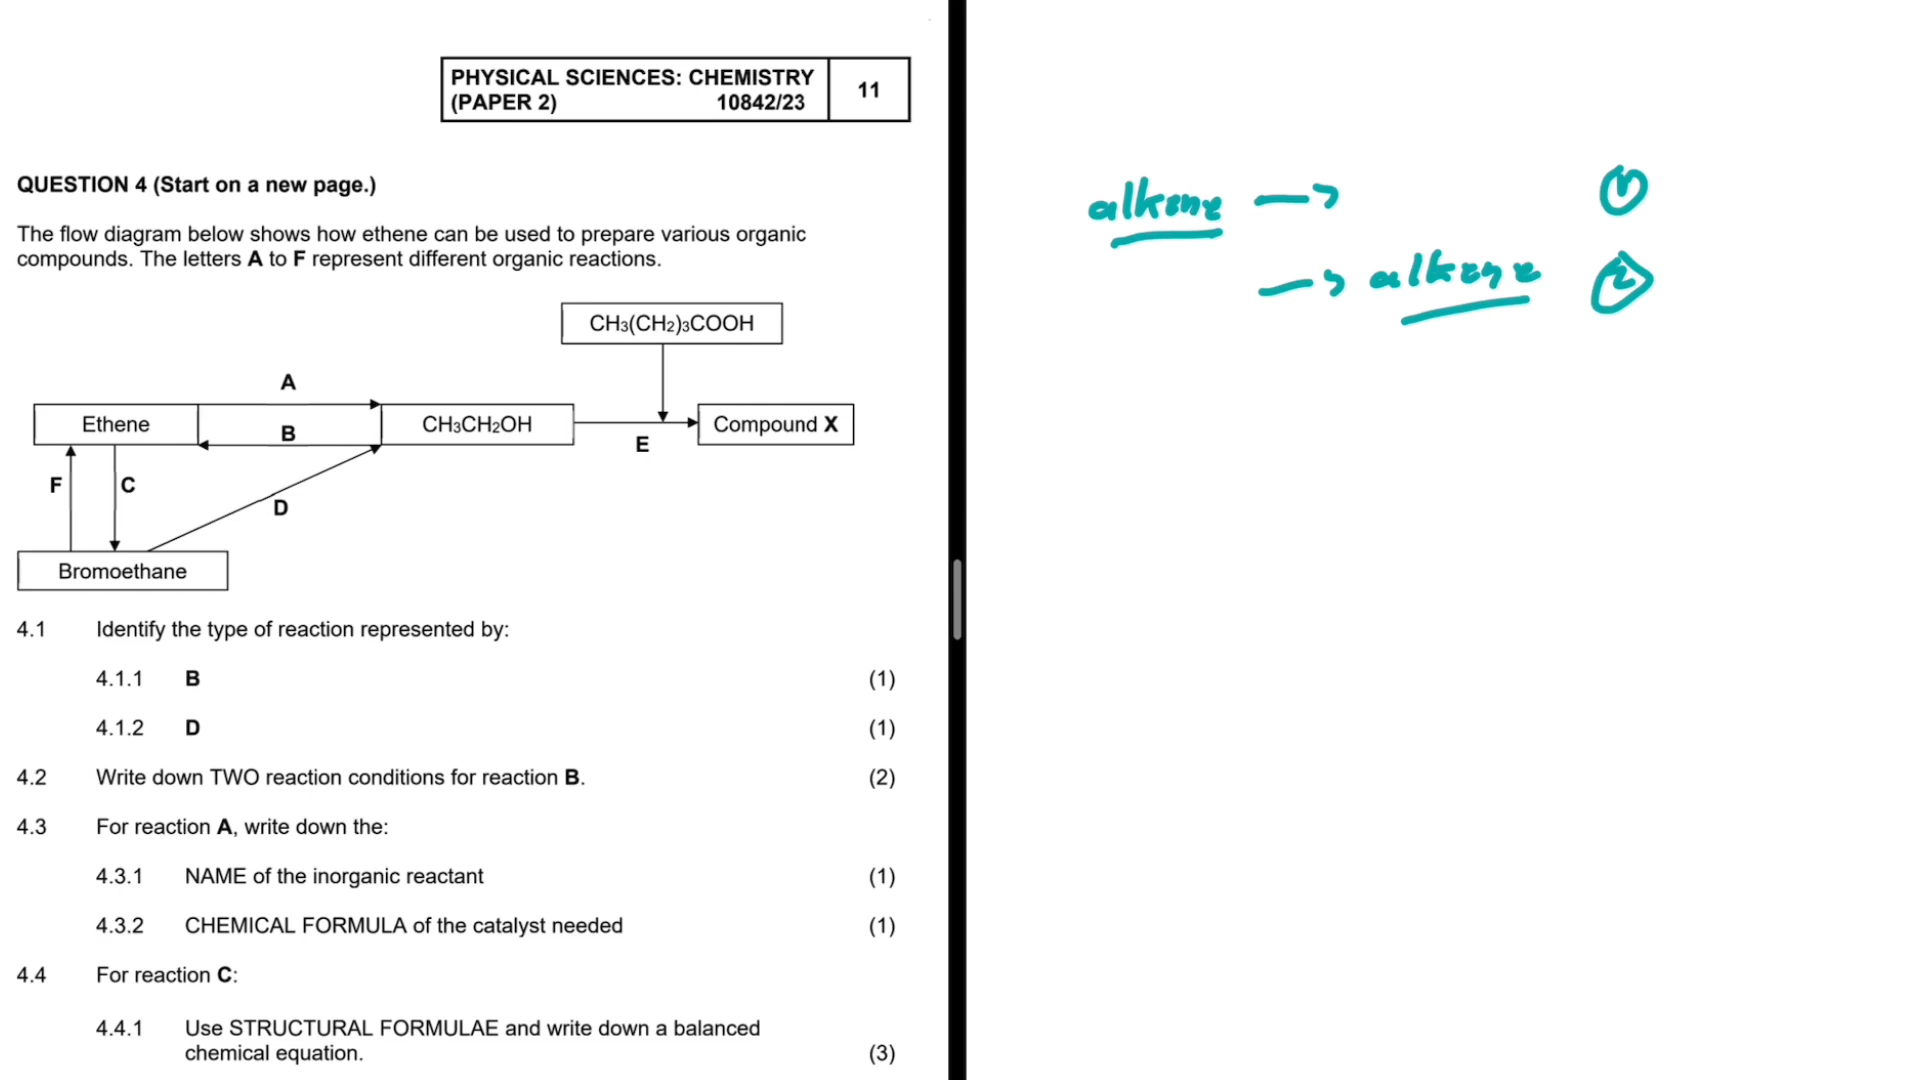 PHYSICAL SCIENCES: CHEMISTRY
(PAPER 2) 10842/23
11
QUESTION 4 (Start on a new page.)
The flow diagram below shows how ethene can be used to prepare various organic
compounds. The letters A to F represent different organic reactions.
CH₃(CH₂)₃COOH
A
Ethene
B
CH₃CH₂OH
E
Compound X
F
C
D
Bromoethane
4.1 Identify the type of reaction represented by:
4.1.1 B (1)
4.1.2 D (1)
4.2 Write down TWO reaction conditions for reaction B. (2)
4.3 For reaction A, write down the:
4.3.1 NAME of the inorganic reactant (1)
4.3.2 CHEMICAL FORMULA of the catalyst needed (1)
4.4 For reaction C:
4.4.1 Use STRUCTURAL FORMULAE and write down a balanced
chemical equation. (3)
alkene → ①
→ alkene ②